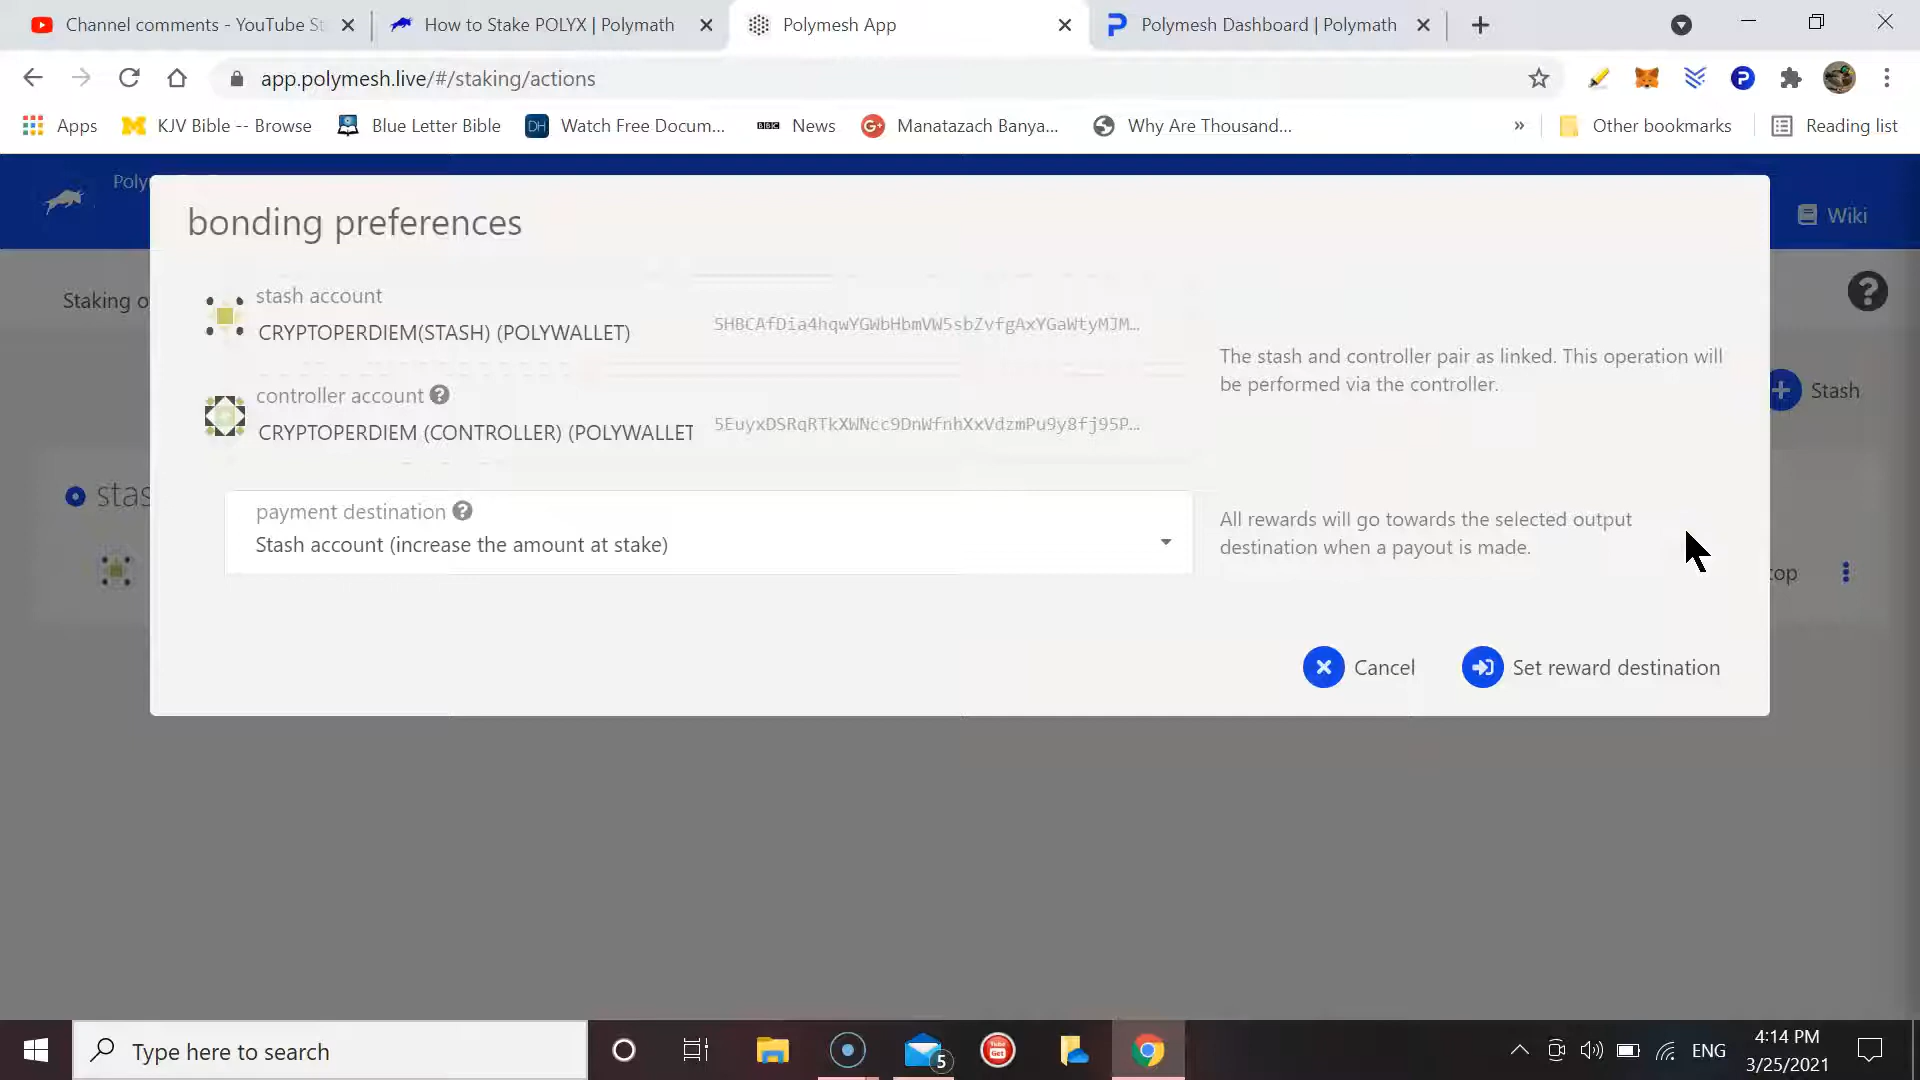 Channel comments - YouTube St
How to Stake POLYX | Polymath
Polymesh App
Polymesh Dashboard | Polymath
app.polymesh.live/#/staking/actions
Apps
KJV Bible -- Browse
Blue Letter Bible
DH
Watch Free Docum...
BBC
News
G+
Manatazach Banya...
Why Are Thousand...
»
Other bookmarks
Reading list
Poly
Wiki
bonding preferences
Staking o
stash account
CRYPTOPERDIEM(STASH) (POLYWALLET)
5HBCAfDia4hqwYGWbHbmVW5sbZvfgAxYGaWtyMJM…
The stash and controller pair as linked. This operation will
be performed via the controller.
Stash
controller account
CRYPTOPERDIEM (CONTROLLER) (POLYWALLET
5EuyxDSRqRTkXWNcc9DnWfnhXxVdzmPu9y8fj95P…
stas
payment destination
Stash account (increase the amount at stake)
All rewards will go towards the selected output
destination when a payout is made.
top
Cancel
Set reward destination
Type here to search
5
Tube
Get
ENG
4:14 PM
3/25/2021